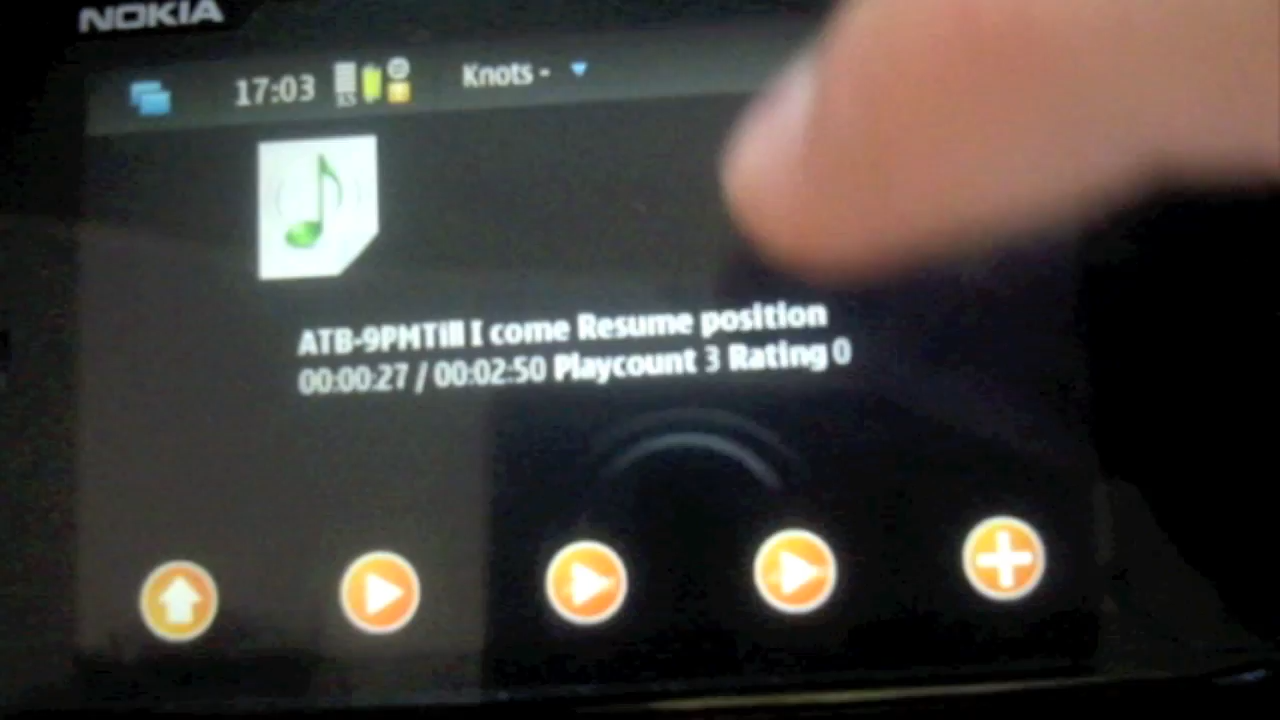 NOKIA
17:03 Knots -
ATB-9PMTill I come Resume position
00:00:27 / 00:02:50 Playcount 3 Rating 0